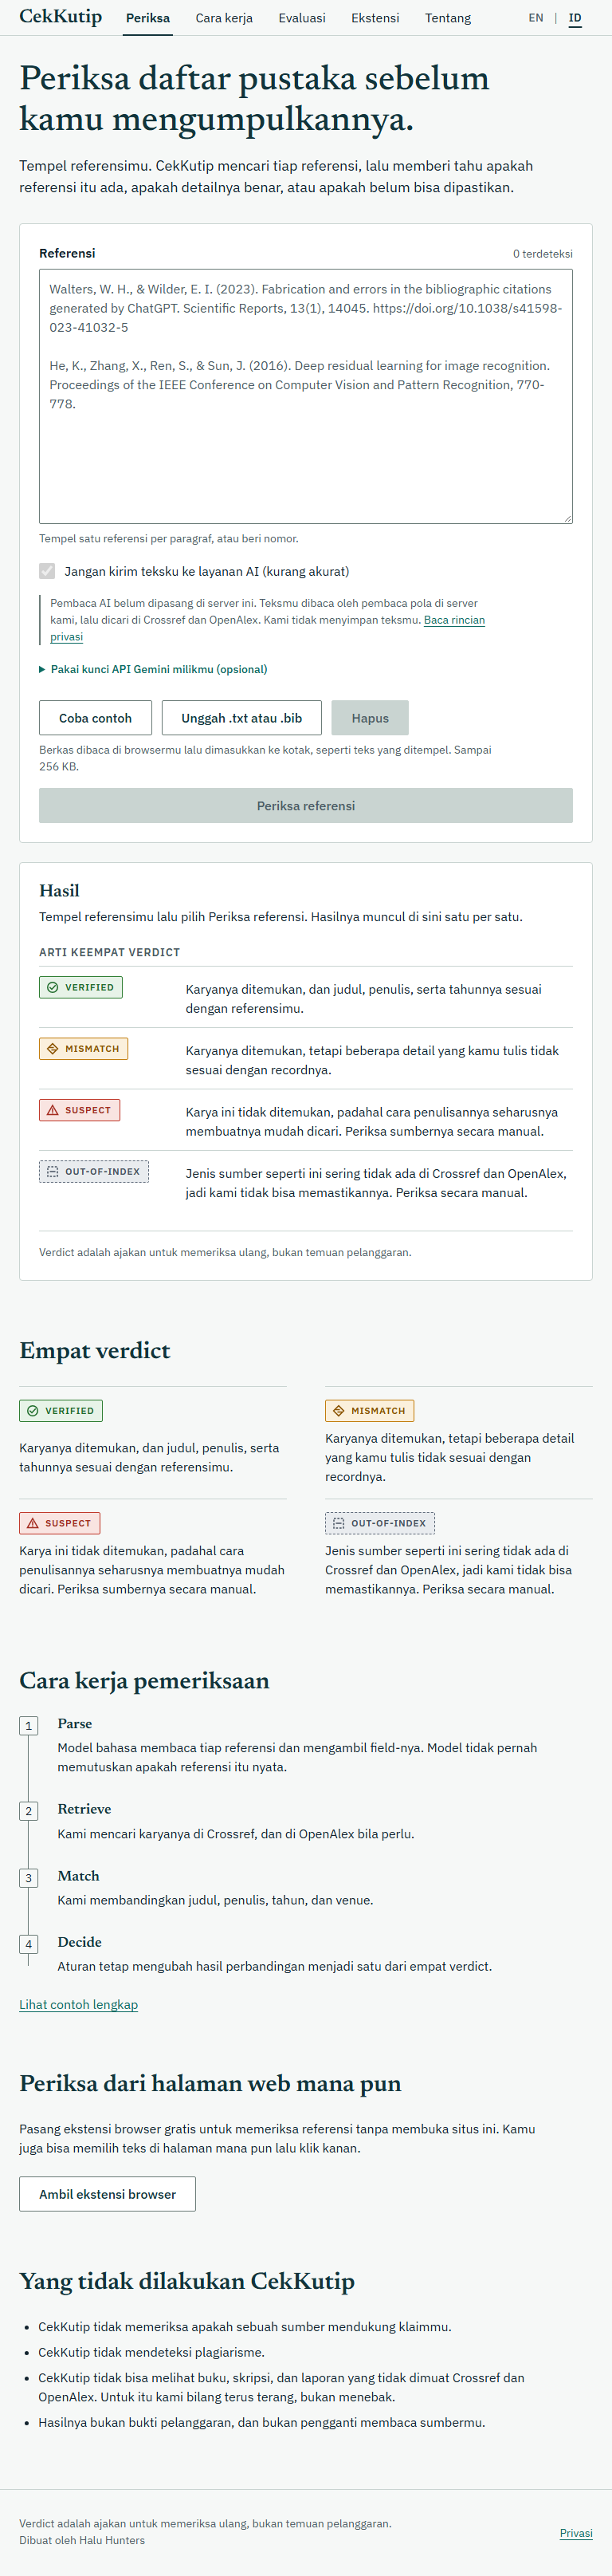 CekKutip Periksa Cara kerja Evaluasi Ekstensi Tentang EN | ID
Periksa daftar pustaka sebelum
kamu mengumpulkannya.
Tempel referensimu. CekKutip mencari tiap referensi, lalu memberi tahu apakah
referensi itu ada, apakah detailnya benar, atau apakah belum bisa dipastikan.
Referensi 0 terdeteksi
Walters, W. H., & Wilder, E. I. (2023). Fabrication and errors in the bibliographic citations
generated by ChatGPT. Scientific Reports, 13(1), 14045. https://doi.org/10.1038/s41598-
023-41032-5
He, K., Zhang, X., Ren, S., & Sun, J. (2016). Deep residual learning for image recognition.
Proceedings of the IEEE Conference on Computer Vision and Pattern Recognition, 770-
778.
Tempel satu referensi per paragraf, atau beri nomor.
Jangan kirim teksku ke layanan AI (kurang akurat)
Pembaca AI belum dipasang di server ini. Teksmu dibaca oleh pembaca pola di server
kami, lalu dicari di Crossref dan OpenAlex. Kami tidak menyimpan teksmu. Baca rincian
privasi
Pakai kunci API Gemini milikmu (opsional)
Coba contoh Unggah .txt atau .bib Hapus
Berkas dibaca di browsermu lalu dimasukkan ke kotak, seperti teks yang ditempel. Sampai
256 KB.
Periksa referensi
Hasil
Tempel referensimu lalu pilih Periksa referensi. Hasilnya muncul di sini satu per satu.
ARTI KEEMPAT VERDICT
VERIFIED
Karyanya ditemukan, dan judul, penulis, serta tahunnya sesuai
dengan referensimu.
MISMATCH
Karyanya ditemukan, tetapi beberapa detail yang kamu tulis tidak
sesuai dengan recordnya.
SUSPECT
Karya ini tidak ditemukan, padahal cara penulisannya seharusnya
membuatnya mudah dicari. Periksa sumbernya secara manual.
OUT-OF-INDEX
Jenis sumber seperti ini sering tidak ada di Crossref dan OpenAlex,
jadi kami tidak bisa memastikannya. Periksa secara manual.
Verdict adalah ajakan untuk memeriksa ulang, bukan temuan pelanggaran.
Empat verdict
VERIFIED
Karyanya ditemukan, dan judul, penulis, serta
tahunnya sesuai dengan referensimu.
MISMATCH
Karyanya ditemukan, tetapi beberapa detail
yang kamu tulis tidak sesuai dengan
recordnya.
SUSPECT
Karya ini tidak ditemukan, padahal cara
penulisannya seharusnya membuatnya mudah
dicari. Periksa sumbernya secara manual.
OUT-OF-INDEX
Jenis sumber seperti ini sering tidak ada di
Crossref dan OpenAlex, jadi kami tidak bisa
memastikannya. Periksa secara manual.
Cara kerja pemeriksaan
1 Parse
Model bahasa membaca tiap referensi dan mengambil field-nya. Model tidak pernah
memutuskan apakah referensi itu nyata.
2 Retrieve
Kami mencari karyanya di Crossref, dan di OpenAlex bila perlu.
3 Match
Kami membandingkan judul, penulis, tahun, dan venue.
4 Decide
Aturan tetap mengubah hasil perbandingan menjadi satu dari empat verdict.
Lihat contoh lengkap
Periksa dari halaman web mana pun
Pasang ekstensi browser gratis untuk memeriksa referensi tanpa membuka situs ini. Kamu
juga bisa memilih teks di halaman mana pun lalu klik kanan.
Ambil ekstensi browser
Yang tidak dilakukan CekKutip
• CekKutip tidak memeriksa apakah sebuah sumber mendukung klaimmu.
• CekKutip tidak mendeteksi plagiarisme.
• CekKutip tidak bisa melihat buku, skripsi, dan laporan yang tidak dimuat Crossref dan
OpenAlex. Untuk itu kami bilang terus terang, bukan menebak.
• Hasilnya bukan bukti pelanggaran, dan bukan pengganti membaca sumbermu.
Verdict adalah ajakan untuk memeriksa ulang, bukan temuan pelanggaran.
Dibuat oleh Halu Hunters
Privasi